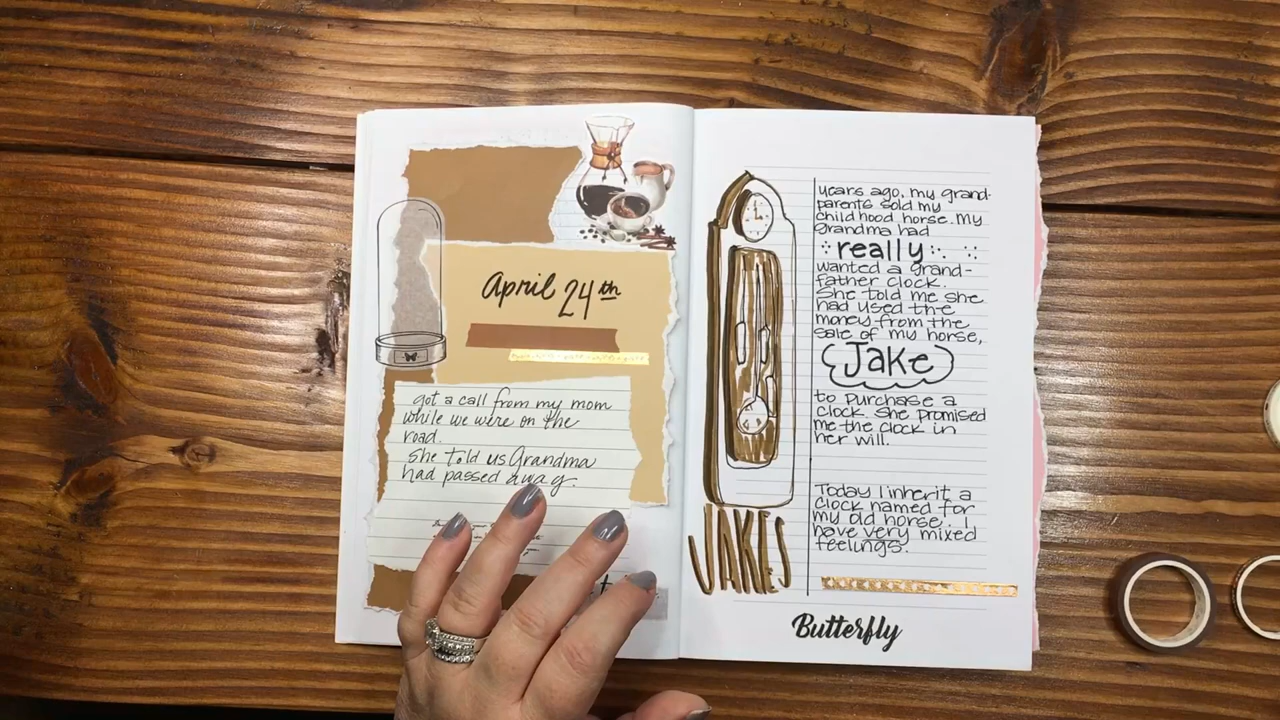 April 24th
got a call from my mom
while we were on the
road.
She told us Grandma
had passed away.
years ago, my grand-
parents sold my
childhood horse. My
Grandma had
really
wanted a grand-
father clock.
She told me she
had used the
money from the
sale of my horse,
Jake
to purchase a
clock. She promised
me the clock in
her will.
Today I inherit a
clock named for
my old horse. I
have very mixed
feelings.
JAKES
Butterfly